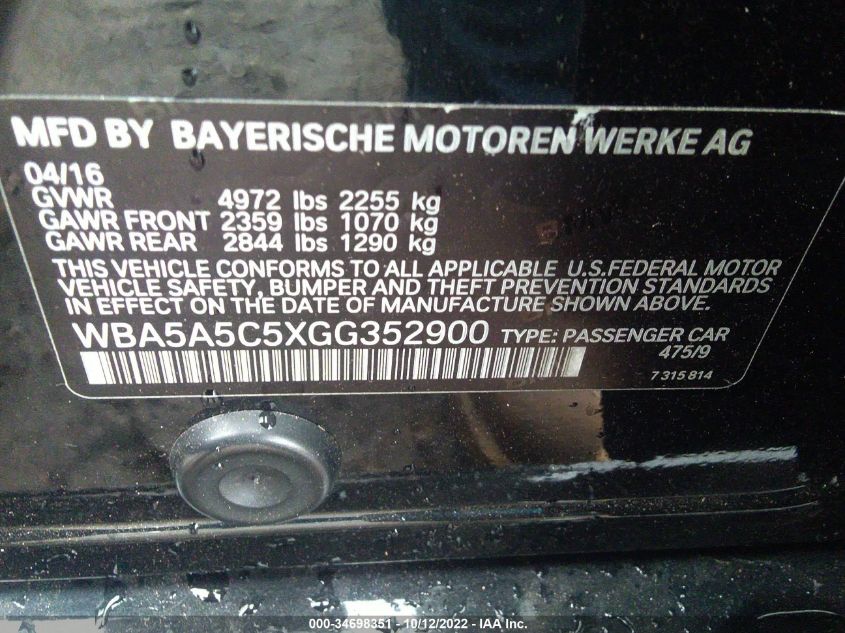 MFD BY BAYERISCHE MOTOREN WERKE AG
04/16
GVWR 4972 lbs 2255 kg
GAWR FRONT 2359 lbs 1070 kg
GAWR REAR 2844 lbs 1290 kg
THIS VEHICLE CONFORMS TO ALL APPLICABLE U.S.FEDERAL MOTOR
VEHICLE SAFETY, BUMPER AND THEFT PREVENTION STANDARDS
IN EFFECT ON THE DATE OF MANUFACTURE SHOWN ABOVE.
WBA5A5C5XGG352900 TYPE: PASSENGER CAR
475/9
7 315 814
000-34698351 - 10/12/2022 - IAA Inc.